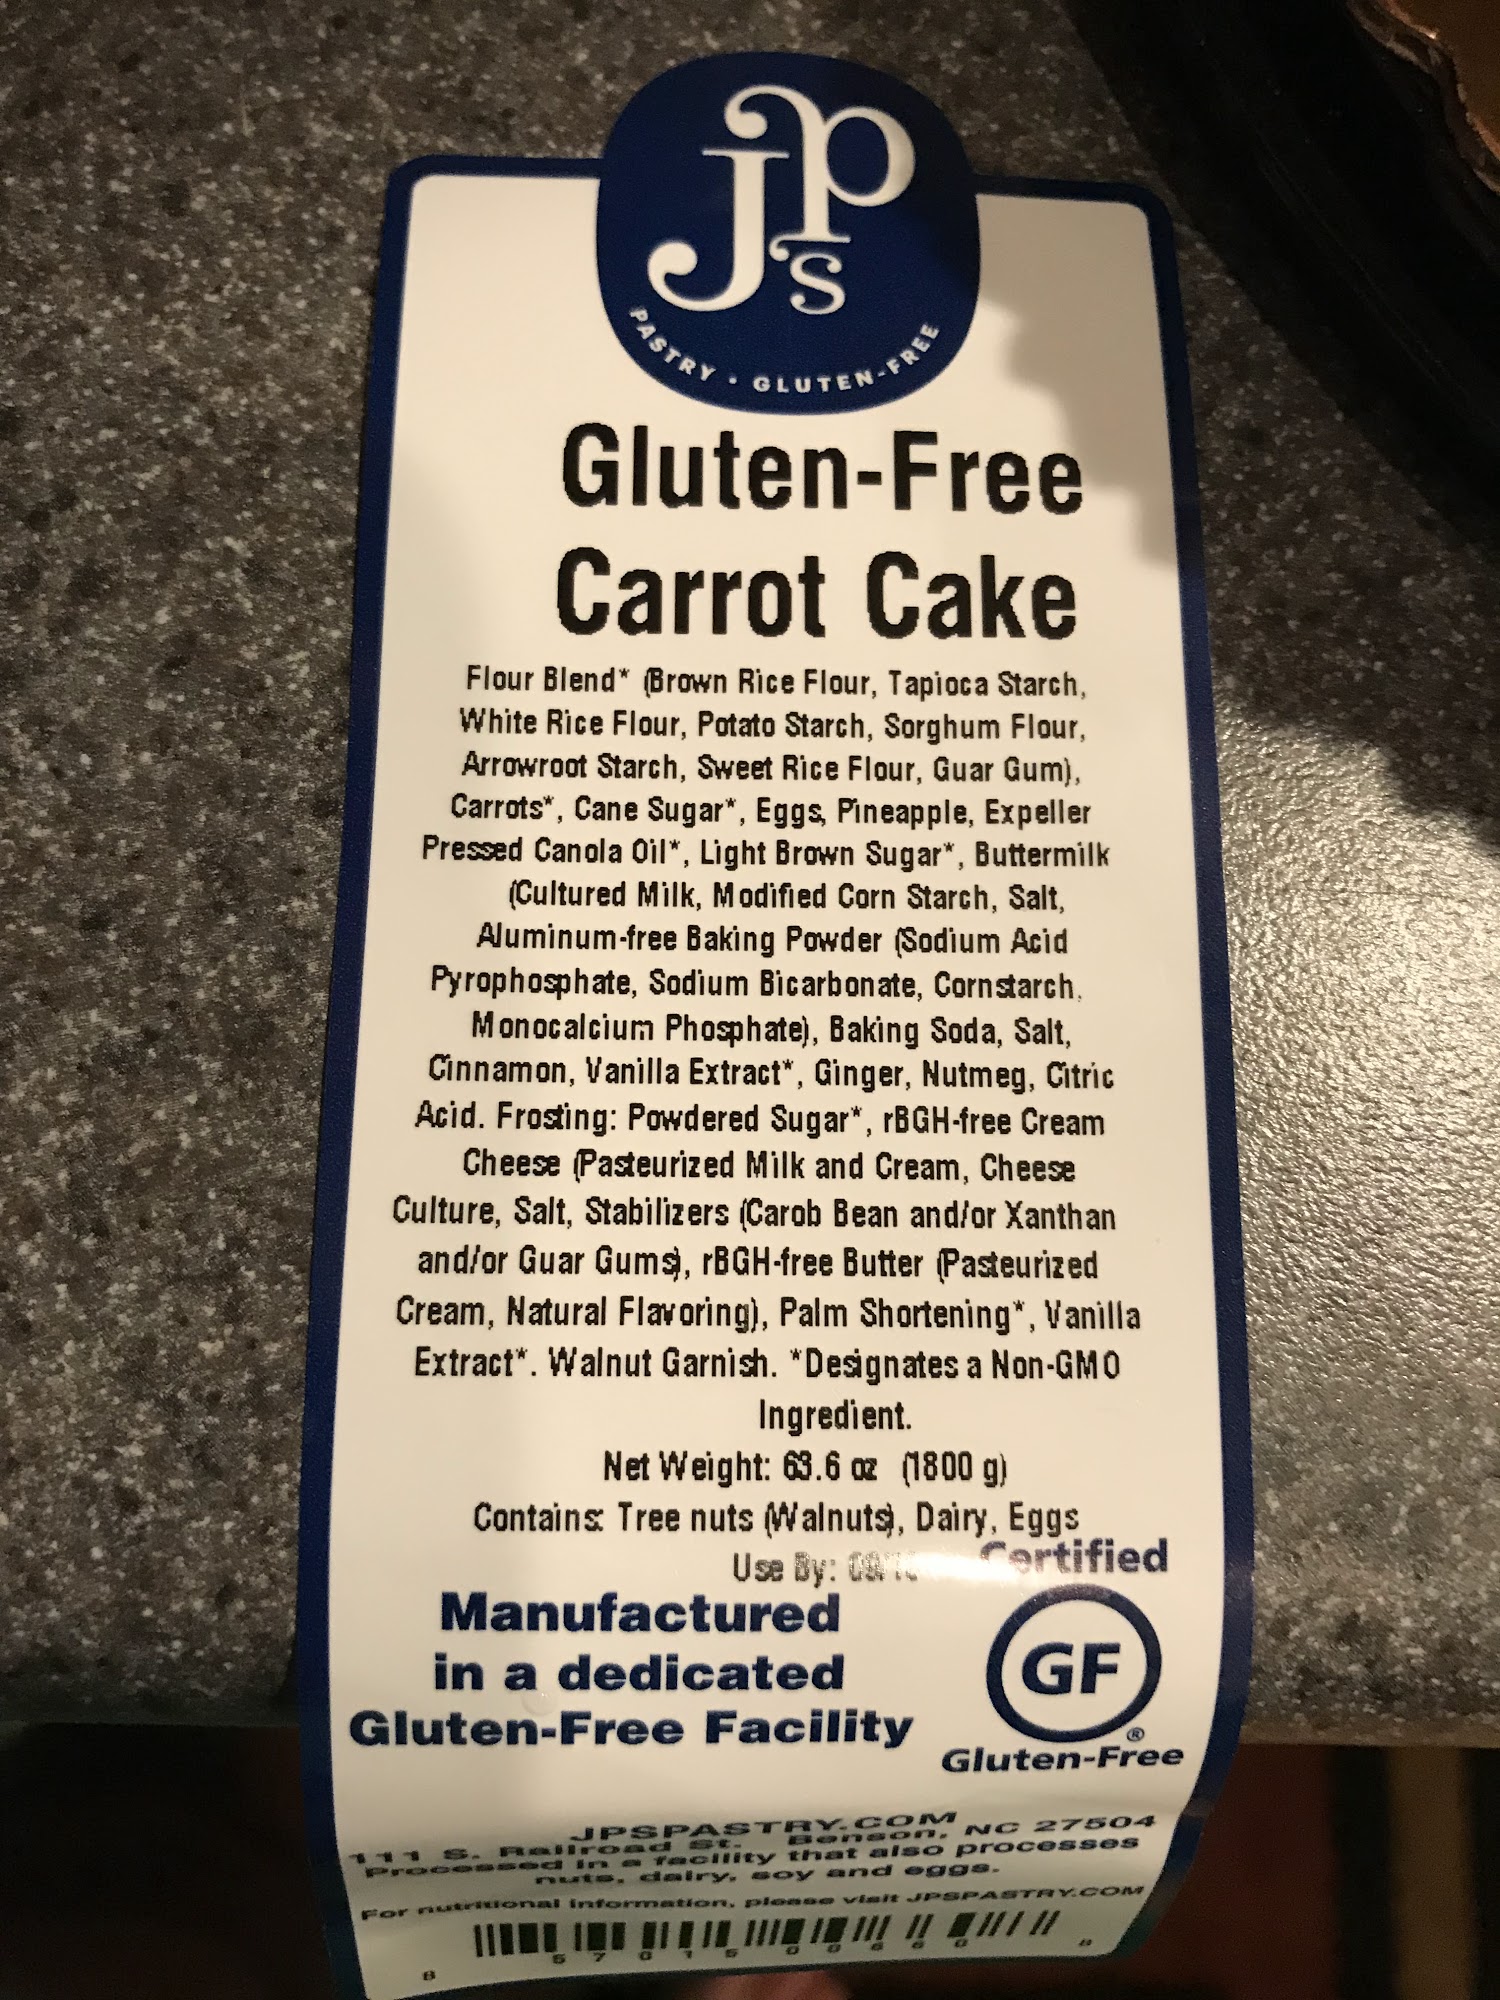 jps
PASTRY · GLUTEN-FREE
Gluten-Free
Carrot Cake
Flour Blend* (Brown Rice Flour, Tapioca Starch,
White Rice Flour, Potato Starch, Sorghum Flour,
Arrowroot Starch, Sweet Rice Flour, Guar Gum),
Carrots*, Cane Sugar*, Eggs, Pineapple, Expeller
Pressed Canola Oil*, Light Brown Sugar*, Buttermilk
(Cultured Milk, Modified Corn Starch, Salt,
Aluminum-free Baking Powder (Sodium Acid
Pyrophosphate, Sodium Bicarbonate, Cornstarch,
Monocalcium Phosphate), Baking Soda, Salt,
Cinnamon, Vanilla Extract*, Ginger, Nutmeg, Citric
Acid. Frosting: Powdered Sugar*, rBGH-free Cream
Cheese (Pasteurized Milk and Cream, Cheese
Culture, Salt, Stabilizers (Carob Bean and/or Xanthan
and/or Guar Gums), rBGH-free Butter (Pasteurized
Cream, Natural Flavoring), Palm Shortening*, Vanilla
Extract*. Walnut Garnish. *Designates a Non-GMO
Ingredient.
Net Weight: 63.6 oz (1800 g)
Contains: Tree nuts (Walnuts), Dairy, Eggs
Use By:
Certified
Manufactured
in a dedicated
Gluten-Free Facility
GF
®
Gluten-Free
JPSPASTRY.COM
111 S. Railroad St. Benson, NC 27504
Processed in a facility that also processes
nuts, dairy, soy and eggs.
For nutritional information, please visit JPSPASTRY.COM